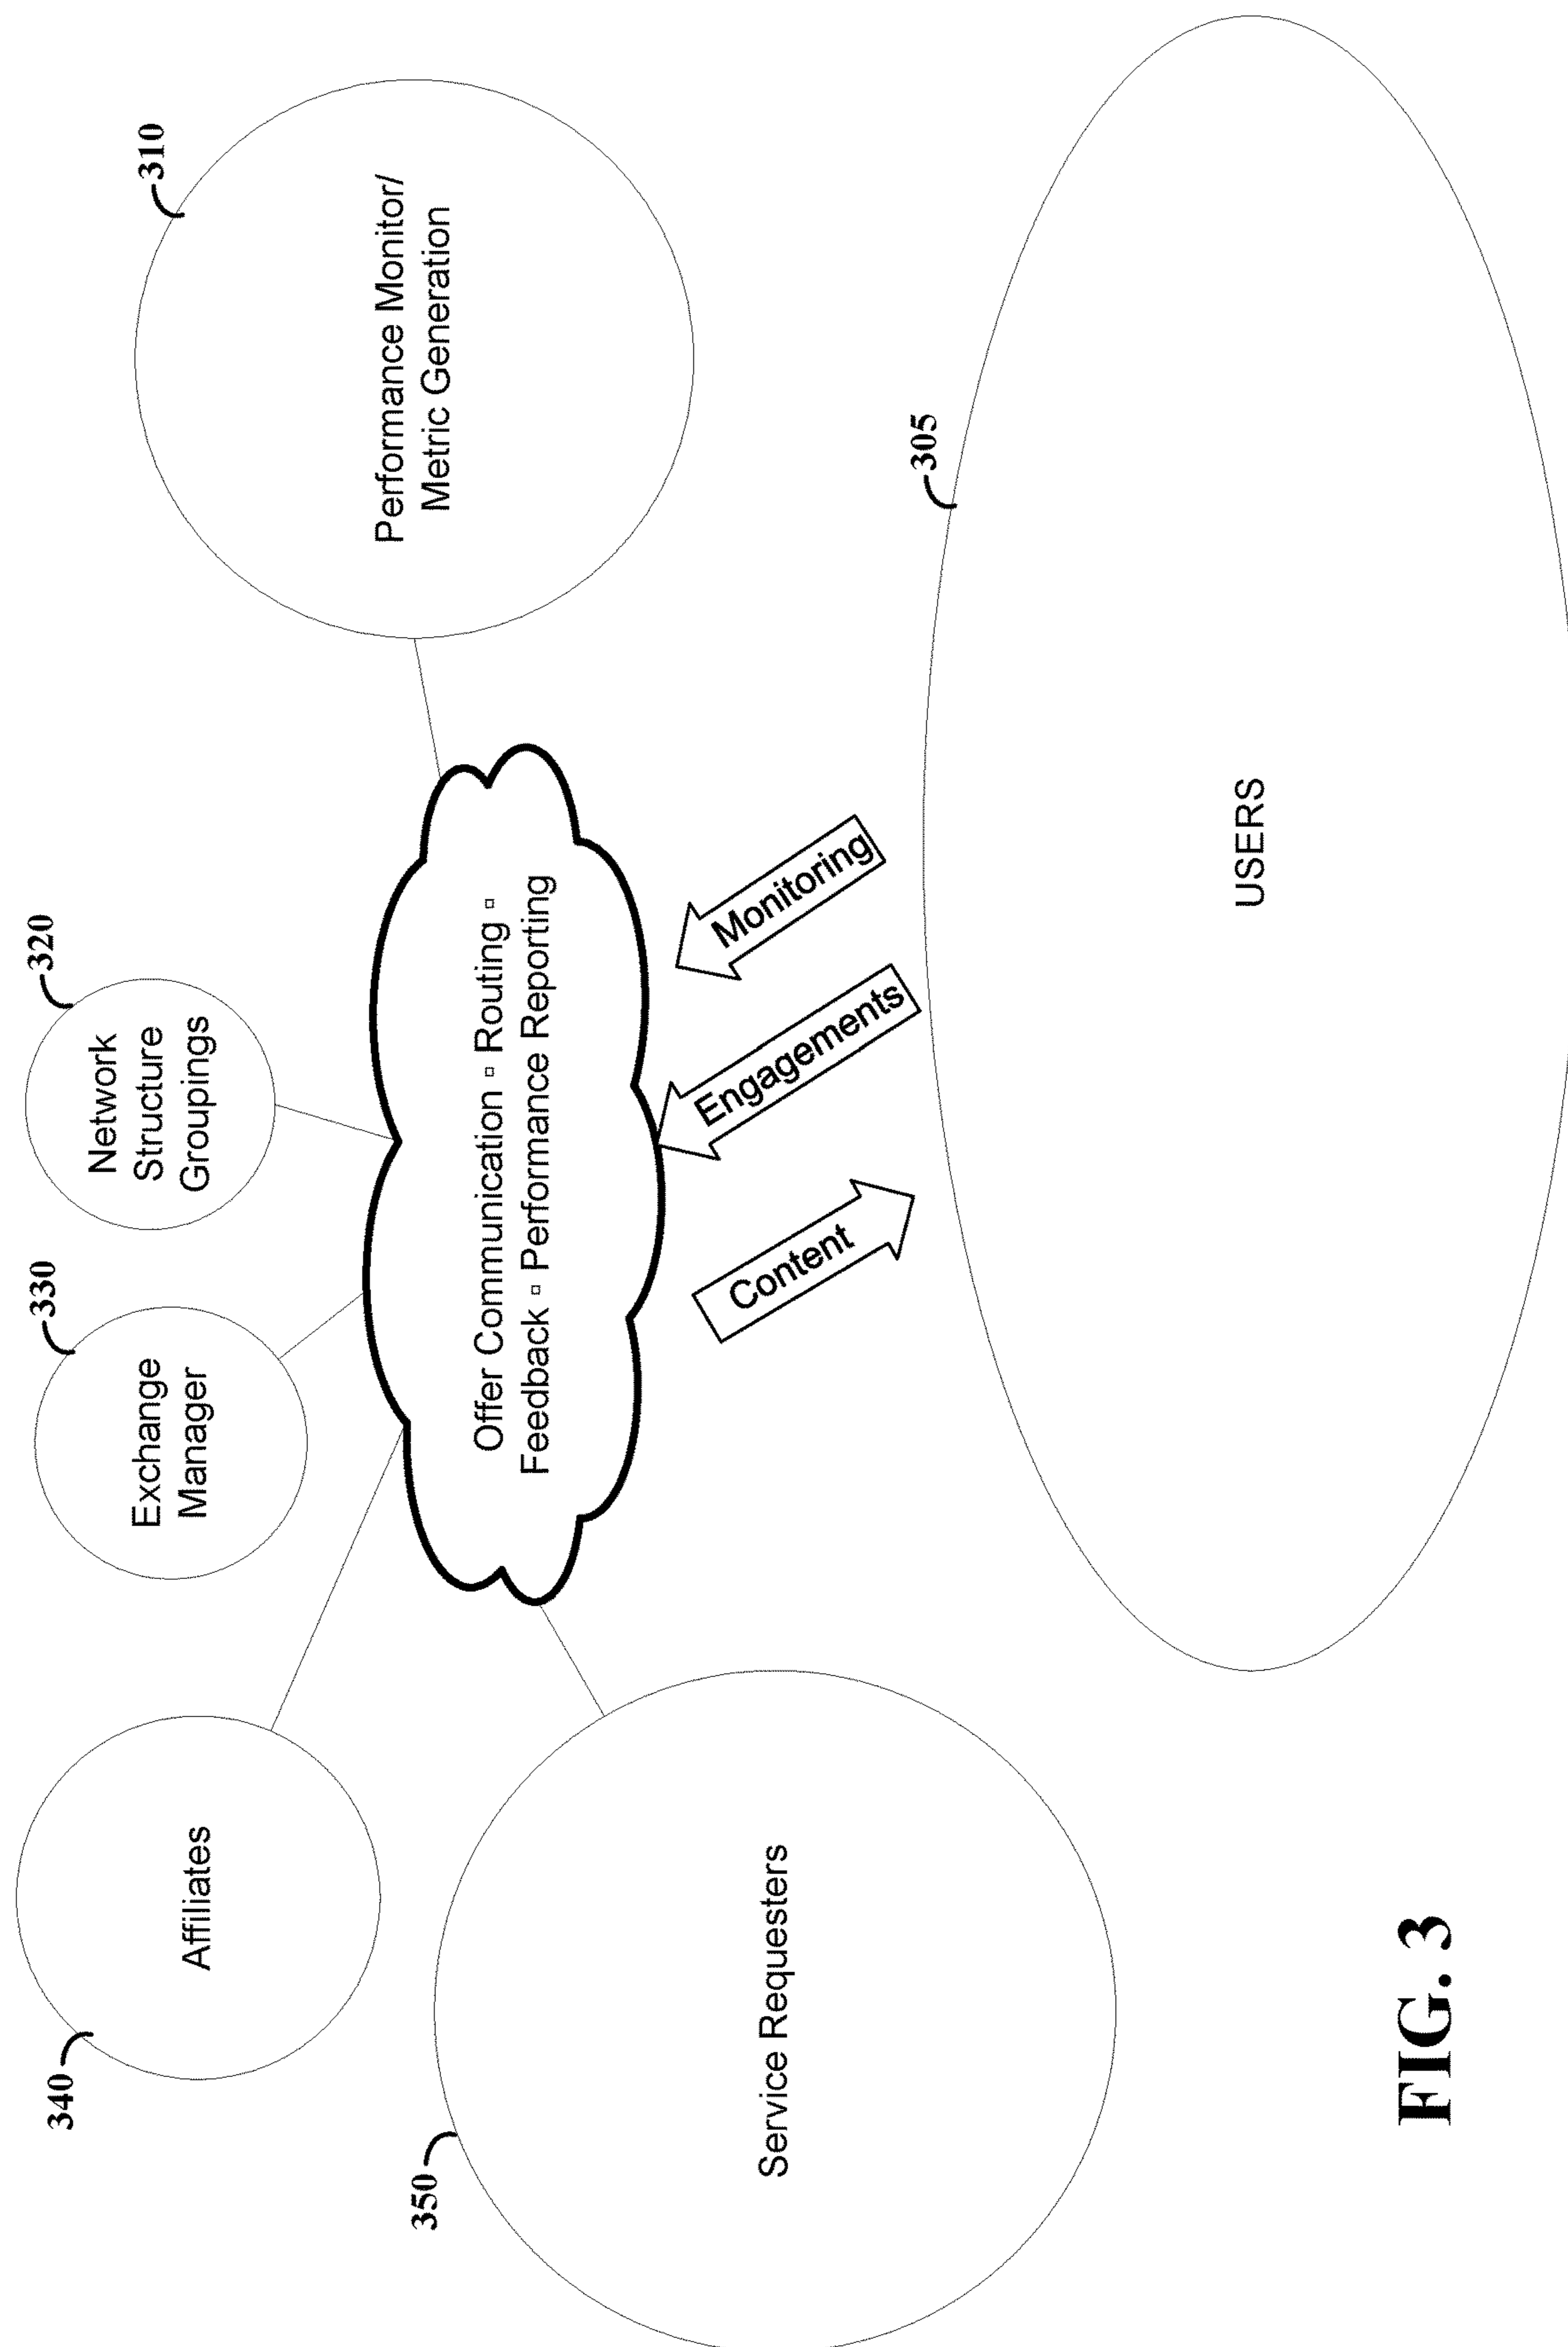 340
Affiliates
330
Exchange
Manager
320
Network
Structure
Groupings
310
Performance Monitor/
Metric Generation
350
Service Requesters
Offer Communication ▫ Routing ▫
Feedback ▫ Performance Reporting
Content
Engagements
Monitoring
305
USERS
FIG. 3